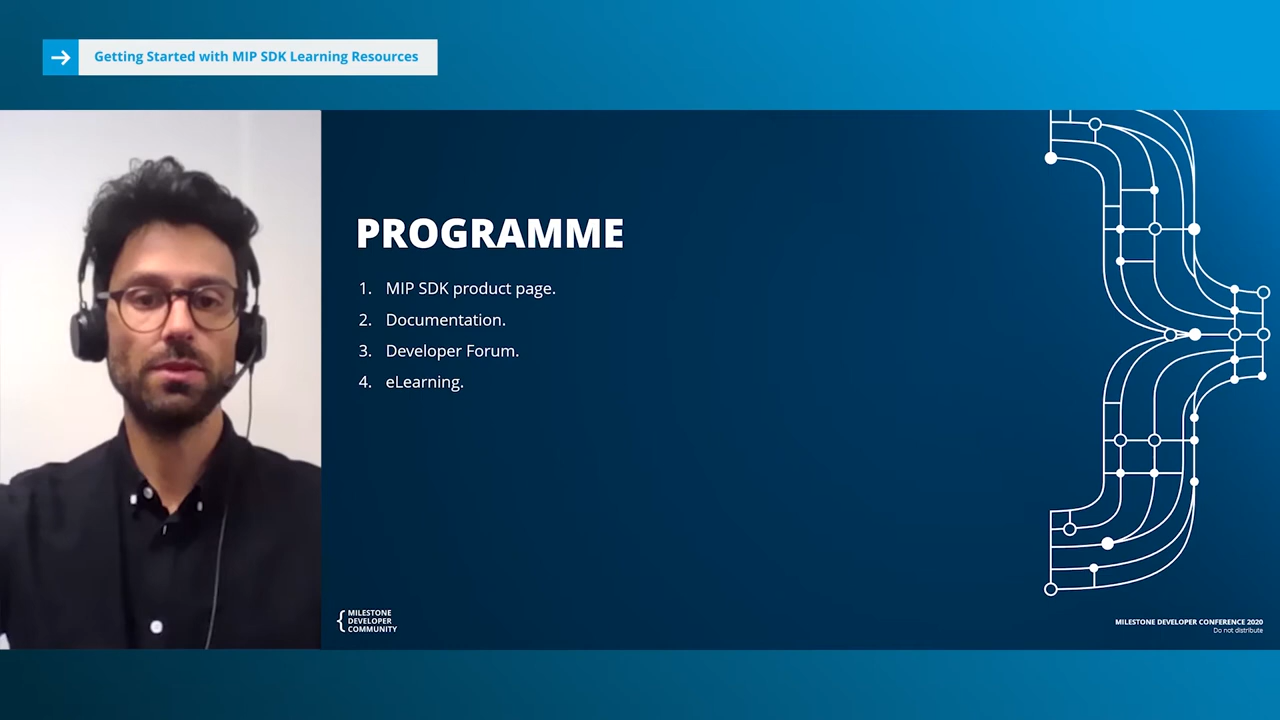 Getting Started with MIP SDK Learning Resources
PROGRAMME
1. MIP SDK product page.
2. Documentation.
3. Developer Forum.
4. eLearning.
MILESTONE
DEVELOPER
COMMUNITY
MILESTONE DEVELOPER CONFERENCE 2020
Do not distribute